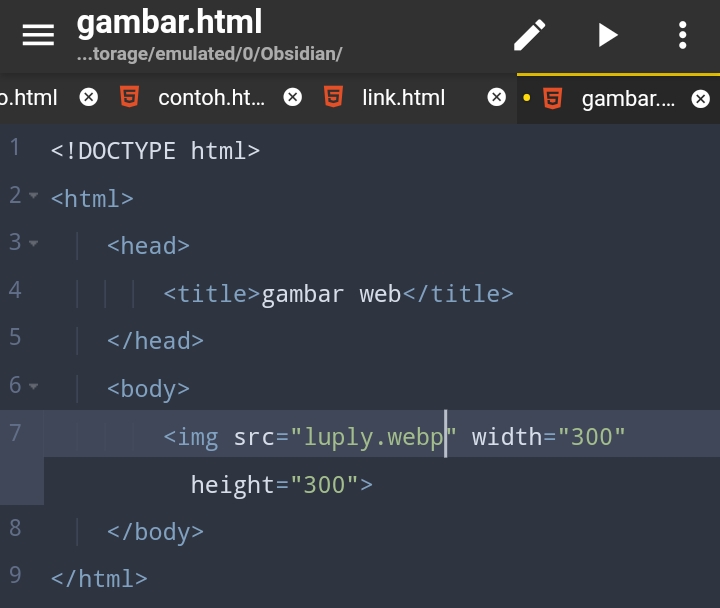 gambar.html
...torage/emulated/0/Obsidian/
o.html contoh.ht... link.html gambar....
1 <!DOCTYPE html>
2 <html>
3 <head>
4 <title>gambar web</title>
5 </head>
6 <body>
7 <img src="luply.webp" width="300"
height="300">
8 </body>
9 </html>